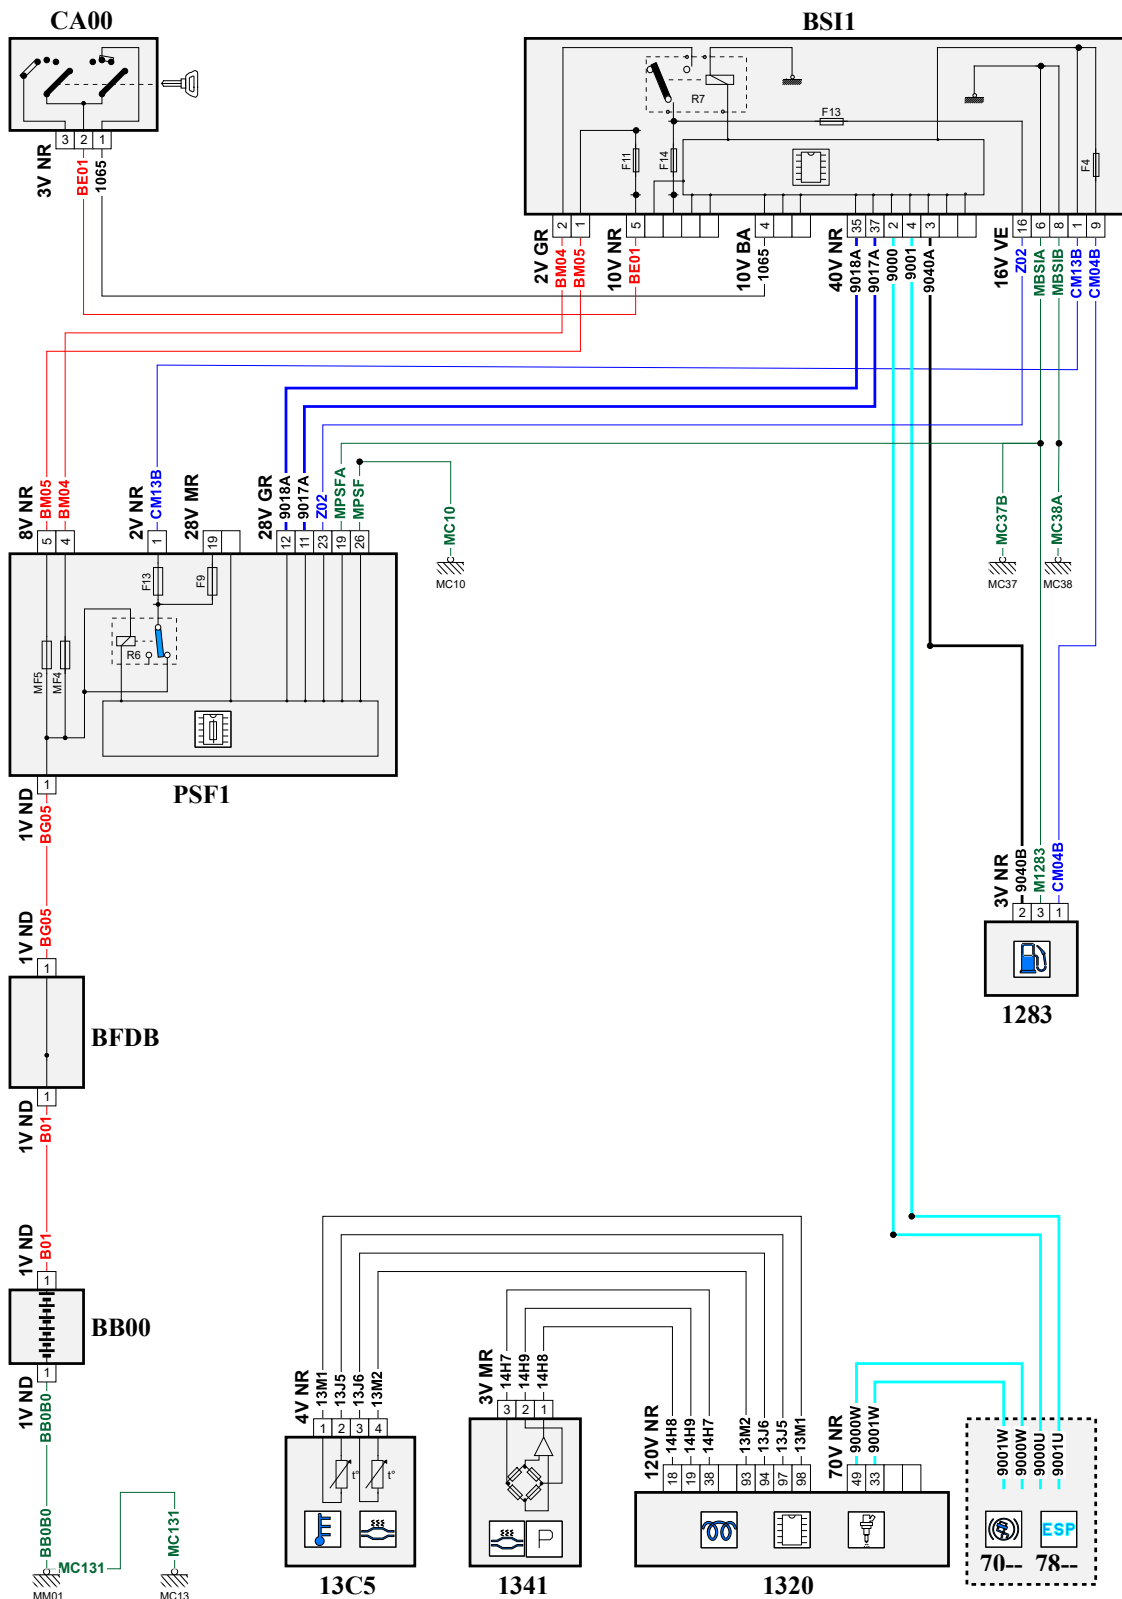 CA00
BSI1
R7
F13
F11
F14
F4
3V NR
3
2
1
BE01
1065
2V GR
2
1
BM04
BM05
10V NR
5
BE01
10V BA
4
1065
40V NR
35
37
2
4
3
9018A
9017A
9000
9001
9040A
16V VE
16
6
8
1
9
Z02
MBSIA
MBSIB
CM13B
CM04B
8V NR
BM05
BM04
5
4
2V NR
CM13B
1
28V MR
19
28V GR
9018A
9017A
Z02
MPSFA
MPSF
12
11
23
19
26
MC10
MC10
MC37B
MC37
MC38A
MC38
F13
F9
R6
MF5
MF4
PSF1
1
1V ND
BG05
3V NR
9040B
M1283
CM04B
2
3
1
1283
1V ND
BG05
1
BFDB
1
1V ND
B01
1V ND
B01
1
BB00
1
1V ND
BB0B0
BB0B0
MC131
MC131
MM01
MC13
4V NR
13M1
13J5
13J6
13M2
1
2
3
4
t°
t°
13C5
3V MR
14H7
14H9
14H8
3
2
1
P
1341
120V NR
14H8
14H9
14H7
13M2
13J6
13J5
13M1
18
19
38
93
94
97
98
70V NR
9000W
9001W
49
33
1320
9001W
9000W
9000U
9001U
ESP
70--
78--